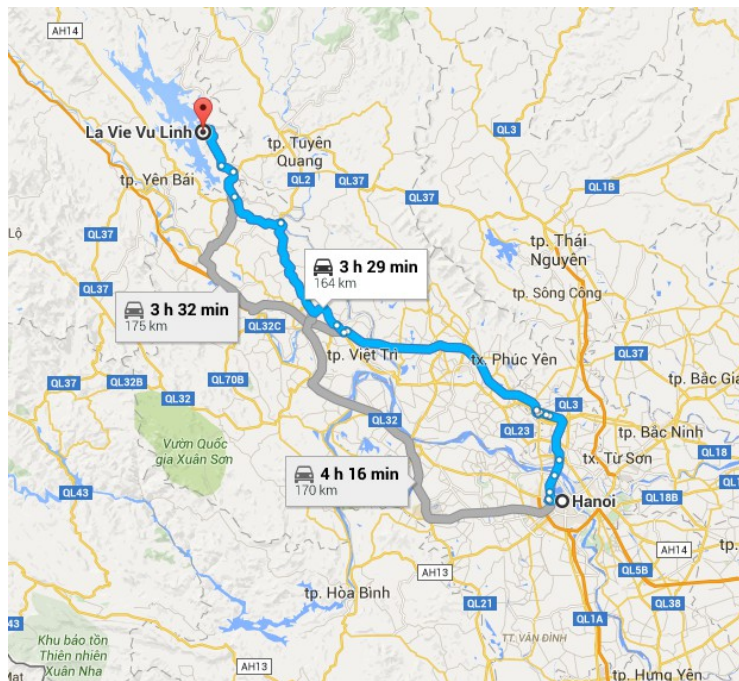 AH14
QL3
La Vie Vu Linh
tp. Tuyên
Quang
QL2
QL37
QL37
QL1B
tp. Yên Bái
QL37
Lộ
tp. Thái
Nguyên
3 h 29 min
164 km
QL37
tp. Sông Công
3 h 32 min
175 km
QL32C
tp. Việt Trì
tx. Phúc Yên
QL37
QL37
QL32B
QL70B
QL32
tp. Bắc Gia
QL3
QL32
QL23
tp. Bắc Ninh
Vườn Quốc
gia Xuân Sơn
tx. Từ Sơn
QL18
QL1
4 h 16 min
170 km
QL43
Hanoi
QL18B
AH14
tp.
AH13
QL5B
tp. Hòa Bình
QL21
QL38
43
QL1A
TT. VÂN ĐÌNH
Khu bảo tồn
Thiên nhiên
Xuân Nha
AH13
Mat
tp. Hưng Yên